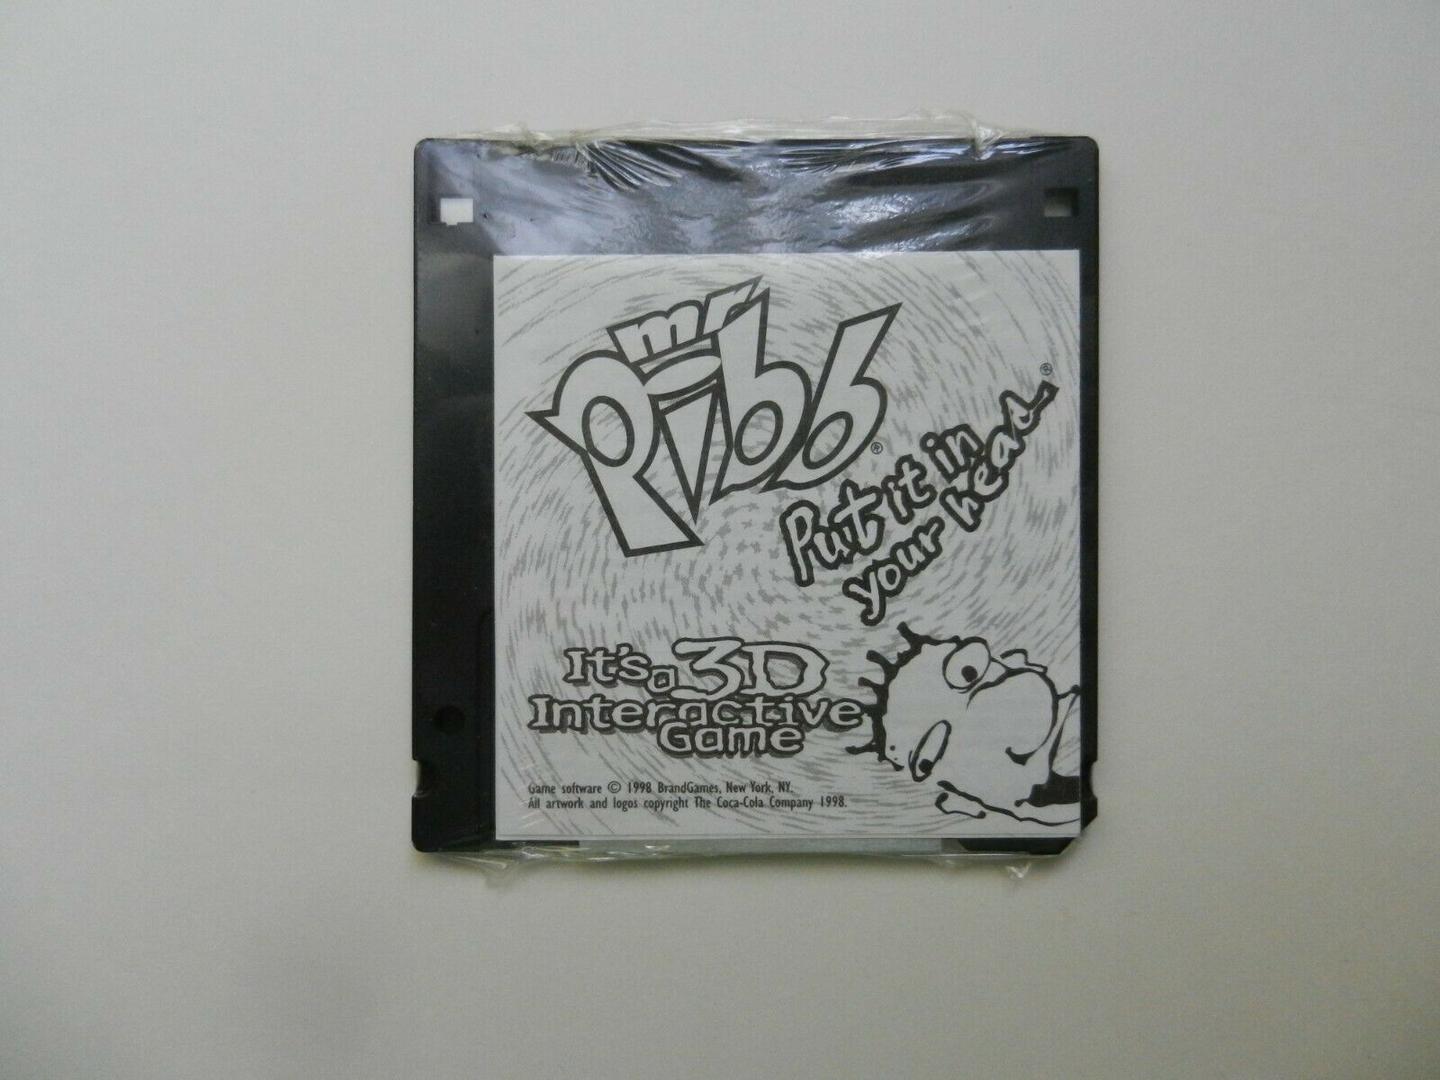 mr
Pibb®
Put it in
your head®
It's a 3D
Interactive
Game
Game software © 1998 BrandGames, New York, NY.
All artwork and logos copyright The Coca-Cola Company 1998.